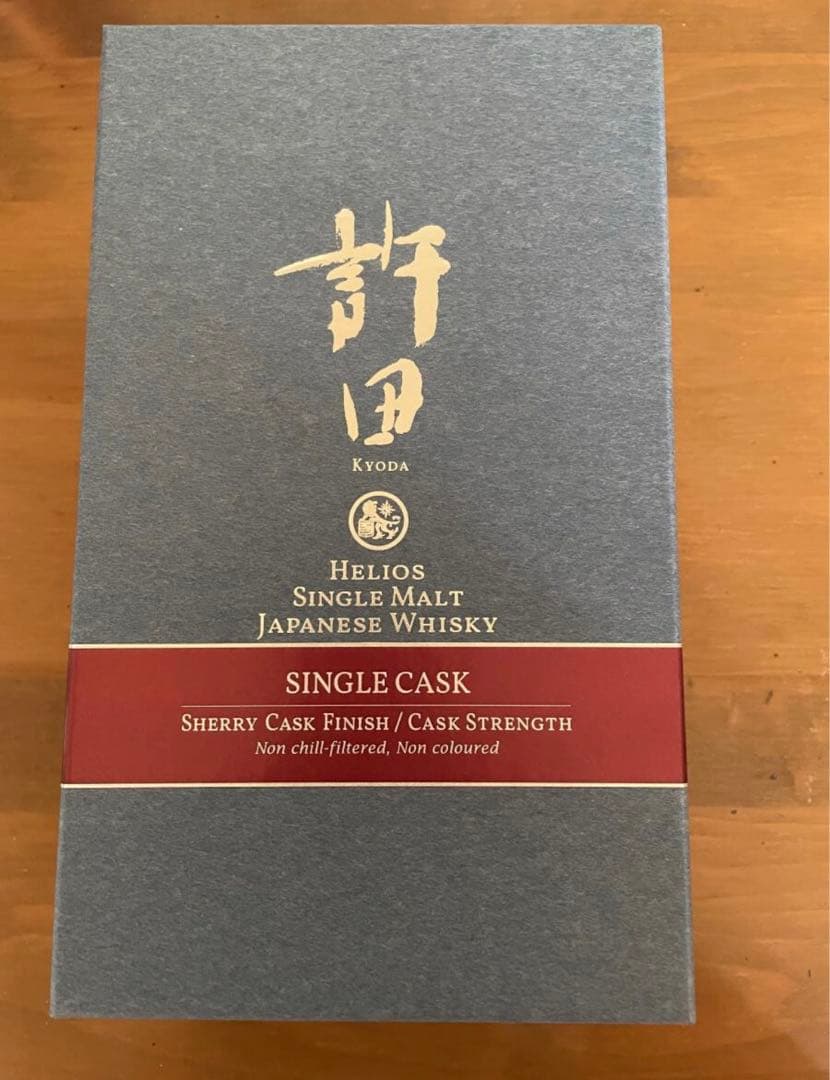 許
田
KYODA
HELIOS
SINGLE MALT
JAPANESE WHISKY
SINGLE CASK
SHERRY CASK FINISH / CASK STRENGTH
Non chill-filtered, Non coloured